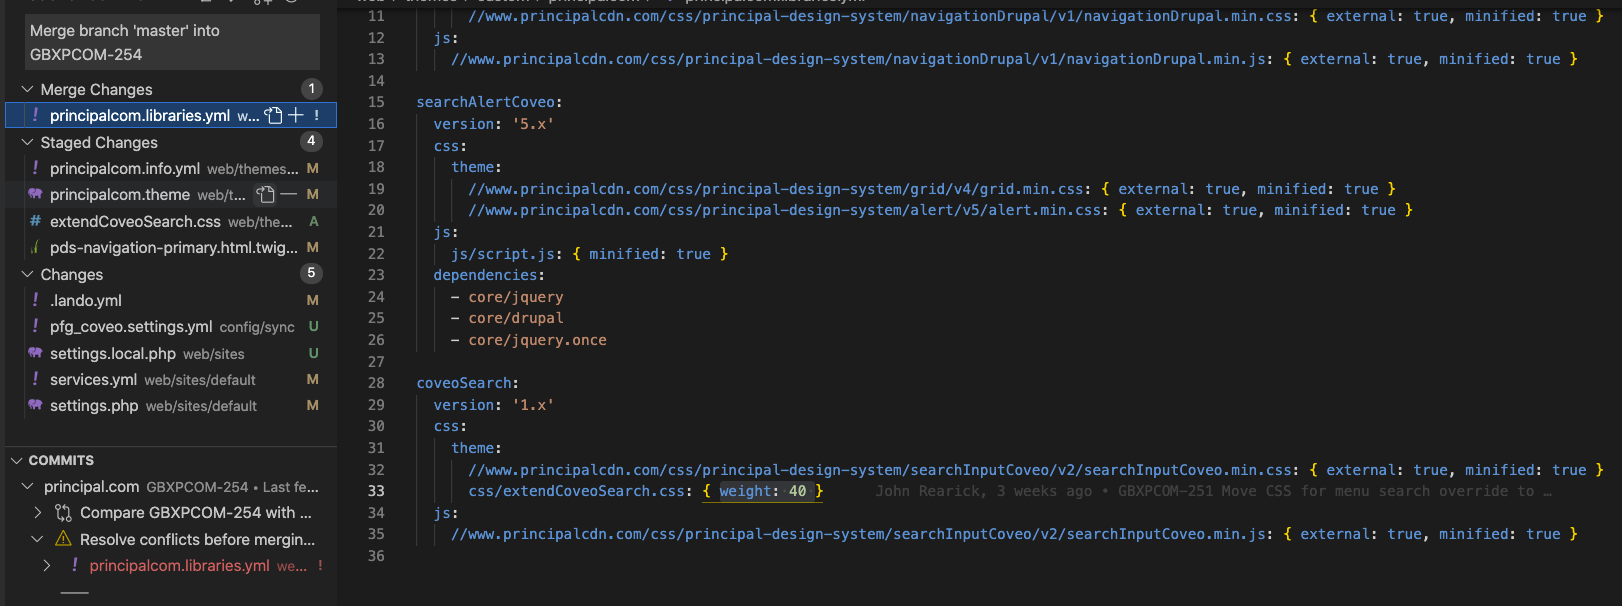 Merge branch 'master' into
GBXPCOM-254
Merge Changes 1
! principalcom.libraries.yml w... !
Staged Changes 4
! principalcom.info.yml web/themes... M
principalcom.theme web/t... M
# extendCoveoSearch.css web/the... A
pds-navigation-primary.html.twig... M
Changes 5
! .lando.yml M
! pfg_coveo.settings.yml config/sync U
settings.local.php web/sites U
! services.yml web/sites/default M
settings.php web/sites/default M
COMMITS
principal.com GBXPCOM-254 • Last fe...
Compare GBXPCOM-254 with ...
Resolve conflicts before mergin...
! principalcom.libraries.yml we... !
11 //www.principalcdn.com/css/principal-design-system/navigationDrupal/v1/navigationDrupal.min.css: { external: true, minified: true }
12 js:
13 //www.principalcdn.com/css/principal-design-system/navigationDrupal/v1/navigationDrupal.min.js: { external: true, minified: true }
14
15 searchAlertCoveo:
16 version: '5.x'
17 css:
18 theme:
19 //www.principalcdn.com/css/principal-design-system/grid/v4/grid.min.css: { external: true, minified: true }
20 //www.principalcdn.com/css/principal-design-system/alert/v5/alert.min.css: { external: true, minified: true }
21 js:
22 js/script.js: { minified: true }
23 dependencies:
24 - core/jquery
25 - core/drupal
26 - core/jquery.once
27
28 coveoSearch:
29 version: '1.x'
30 css:
31 theme:
32 //www.principalcdn.com/css/principal-design-system/searchInputCoveo/v2/searchInputCoveo.min.css: { external: true, minified: true }
33 css/extendCoveoSearch.css: { weight: 40 } John Rearick, 3 weeks ago • GBXPCOM-251 Move CSS for menu search override to …
34 js:
35 //www.principalcdn.com/css/principal-design-system/searchInputCoveo/v2/searchInputCoveo.min.js: { external: true, minified: true }
36